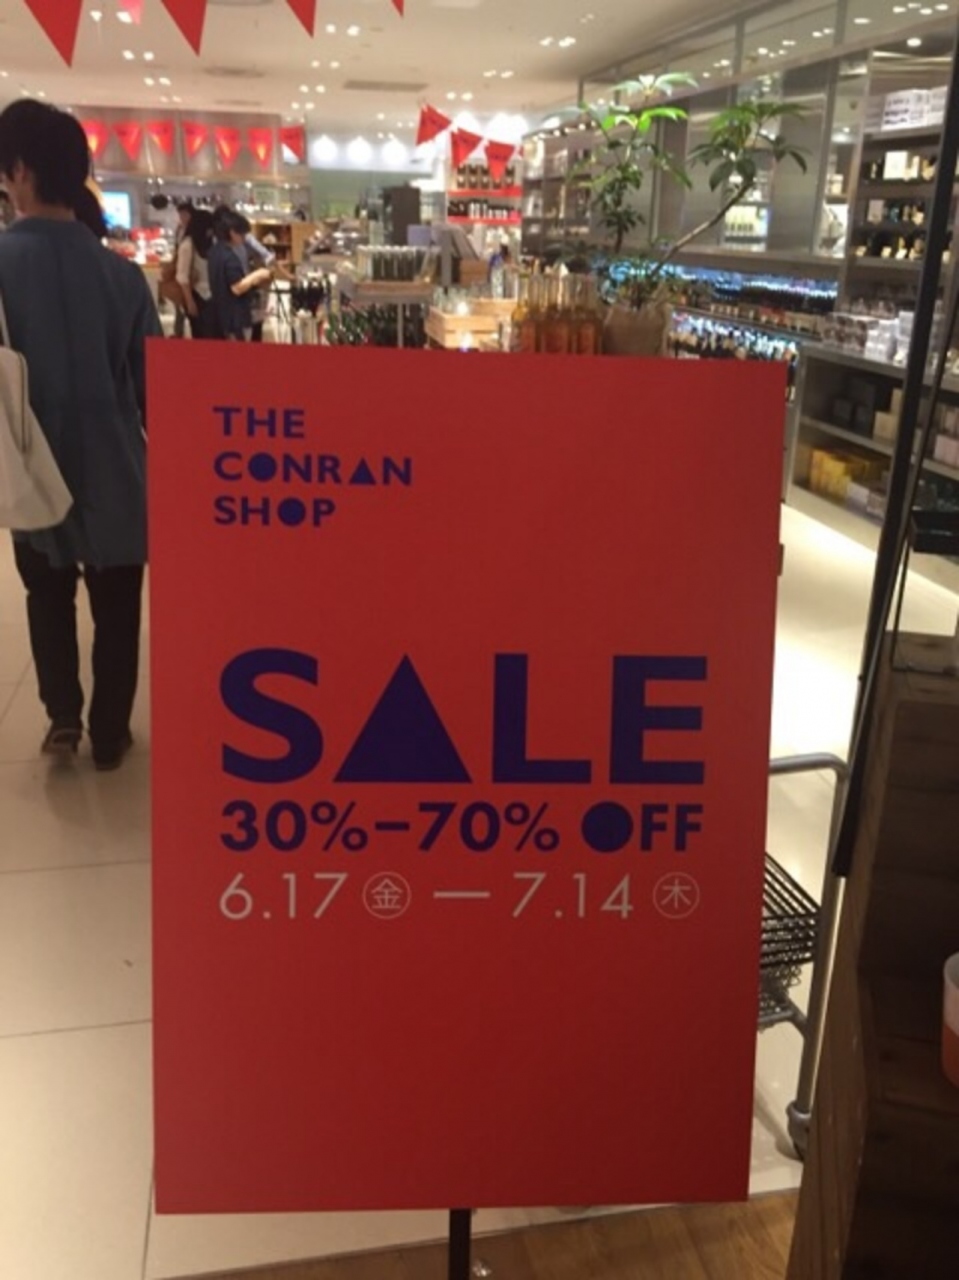 THE
CONRAN
SHOP
SALE
30%-70% OFF
6.17 ㊎ — 7.14 ㊍